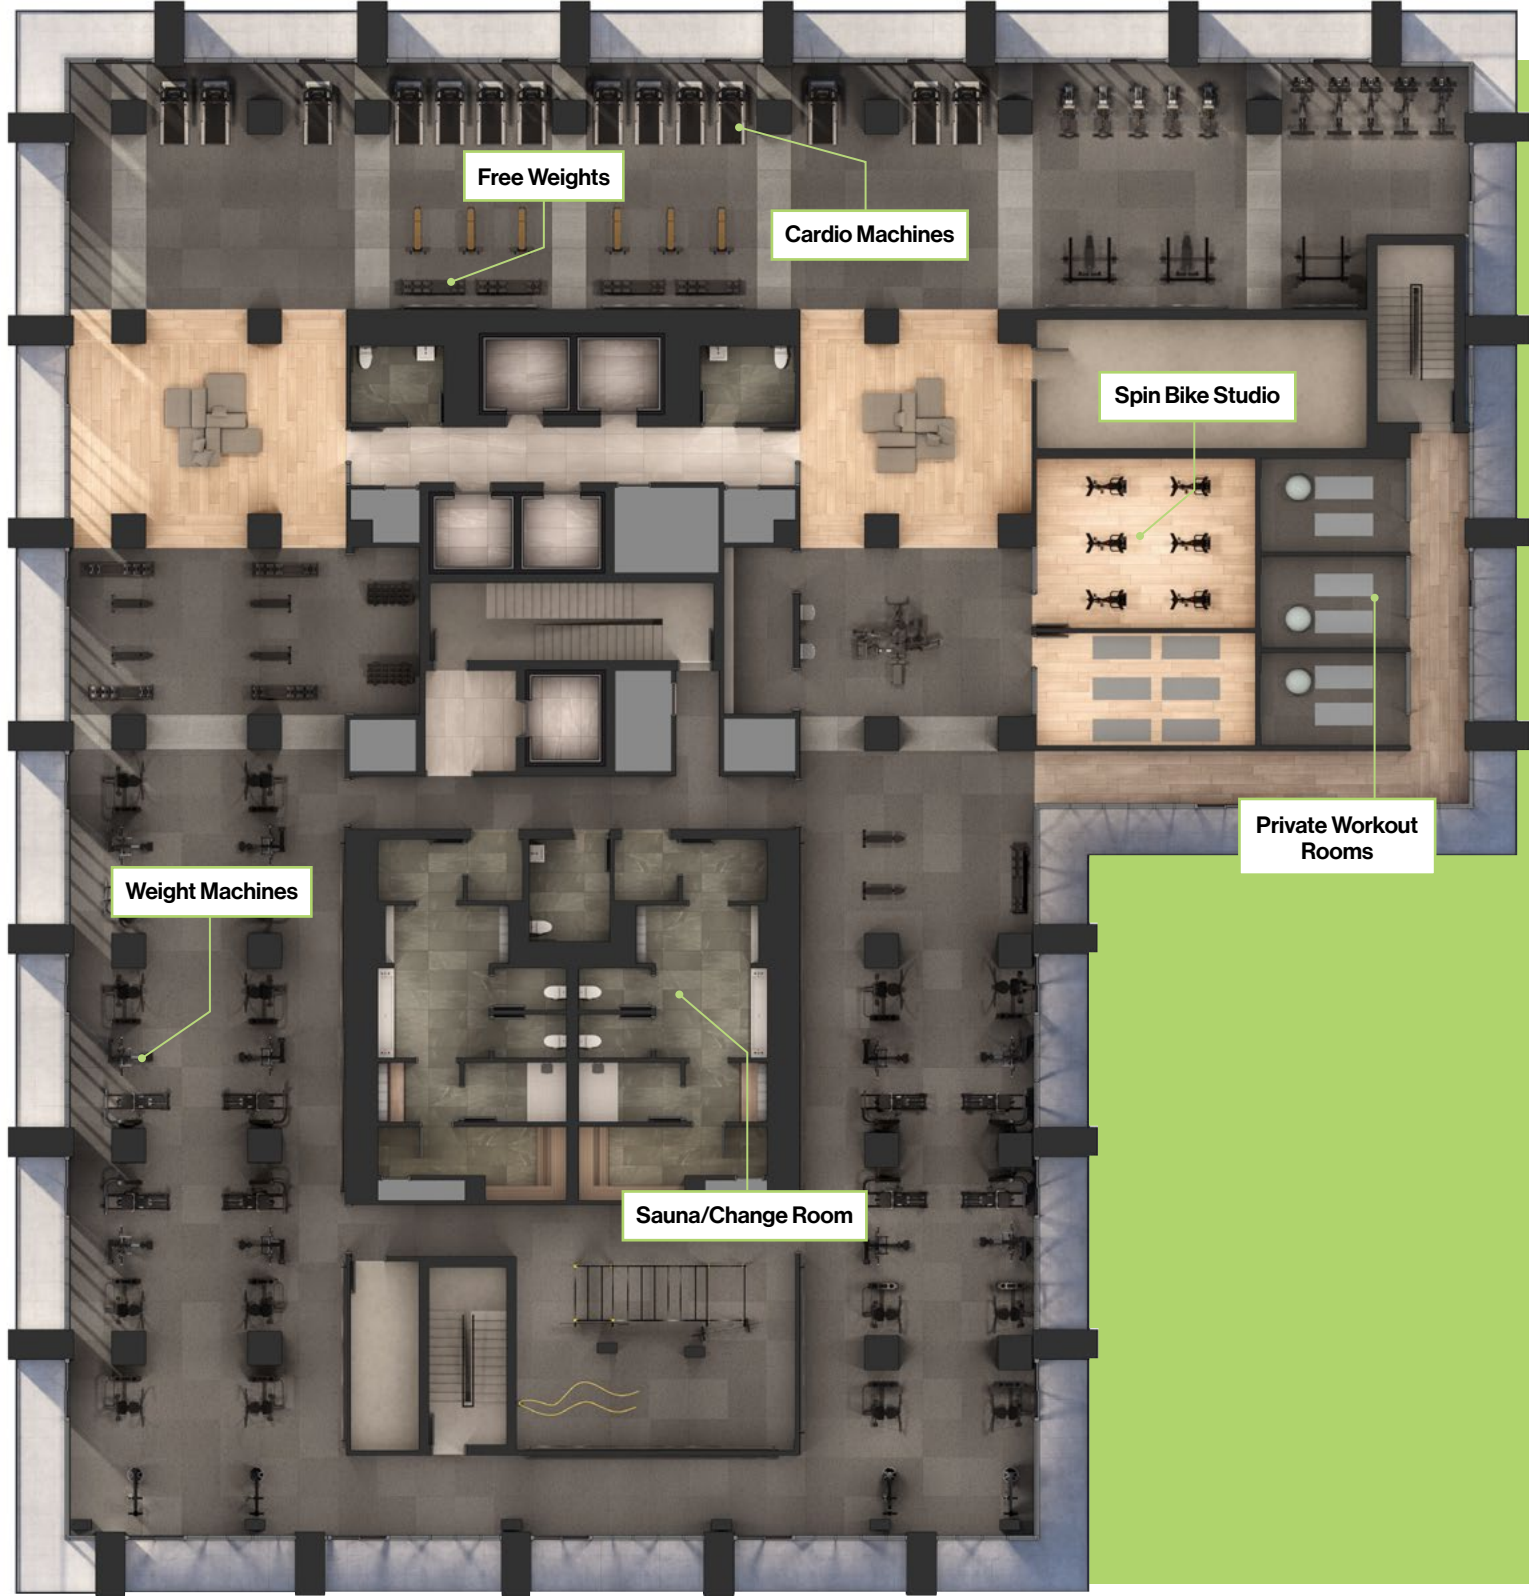 Free Weights
Cardio Machines
Spin Bike Studio
Private Workout
Rooms
Weight Machines
Sauna/Change Room